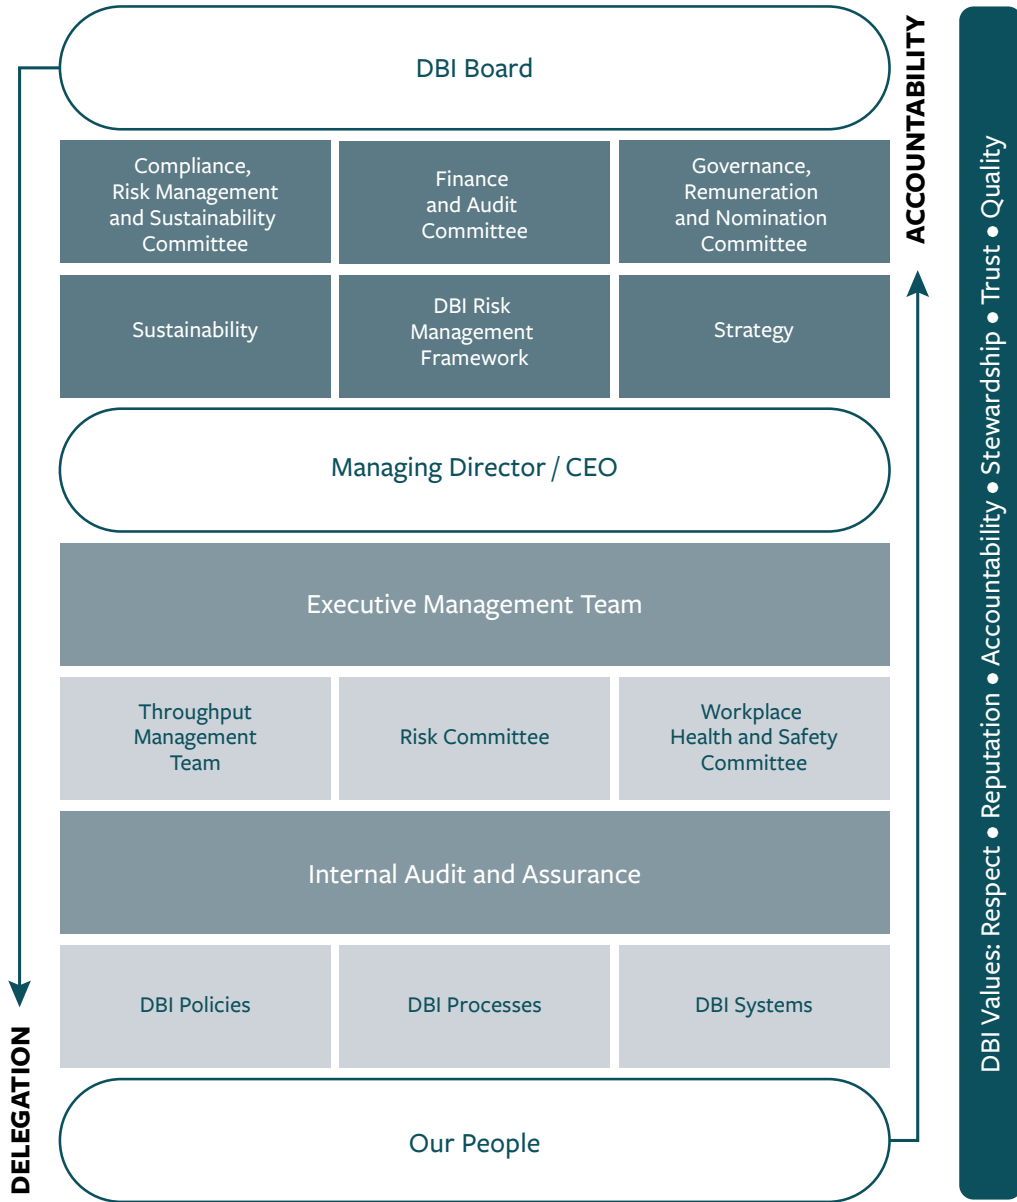 DBI Board
Compliance,
Risk Management
and Sustainability
Committee
Finance
and Audit
Committee
Governance,
Remuneration
and Nomination
Committee
Sustainability
DBI Risk
Management
Framework
Strategy
Managing Director / CEO
Executive Management Team
Throughput
Management
Team
Risk Committee
Workplace
Health and Safety
Committee
Internal Audit and Assurance
DBI Policies
DBI Processes
DBI Systems
Our People
DELEGATION
ACCOUNTABILITY
DBI Values: Respect ● Reputation ● Accountability ● Stewardship ● Trust ● Quality